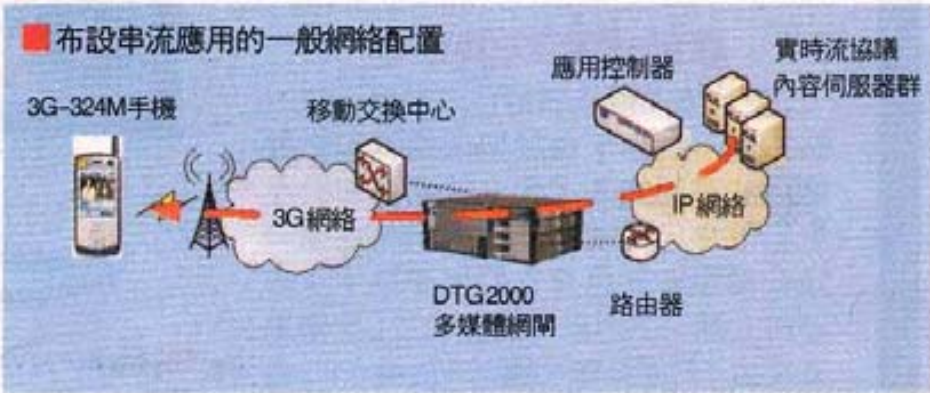 布設串流應用的一般網絡配置
應用控制器
實時流協議
內容伺服器群
3G-324M手機
移動交換中心
3G網絡
IP網絡
DTG2000
多媒體網閘
路由器